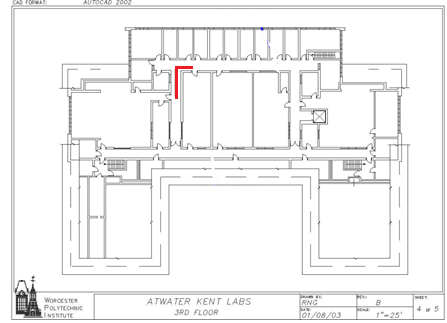 CAD FORMAT: AUTOCAD 2002
WORCESTER
POLYTECHNIC
INSTITUTE
ATWATER KENT LABS
3RD FLOOR
DRAWN BY:
RNG
DATE:
01/08/03
REV.:
B
SCALE:
1"=25'
SHEET:
4 OF 5